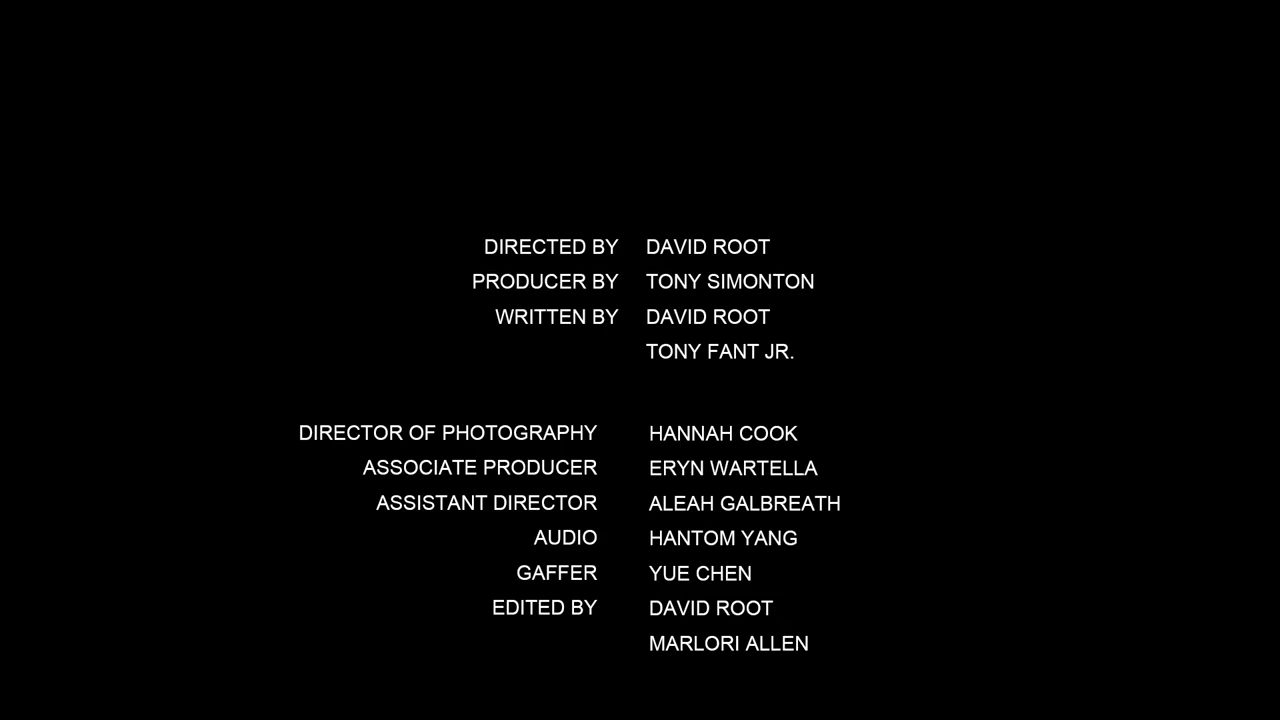 DIRECTED BY DAVID ROOT
PRODUCER BY TONY SIMONTON
WRITTEN BY DAVID ROOT
TONY FANT JR.
DIRECTOR OF PHOTOGRAPHY HANNAH COOK
ASSOCIATE PRODUCER ERYN WARTELLA
ASSISTANT DIRECTOR ALEAH GALBREATH
AUDIO HANTOM YANG
GAFFER YUE CHEN
EDITED BY DAVID ROOT
MARLORI ALLEN